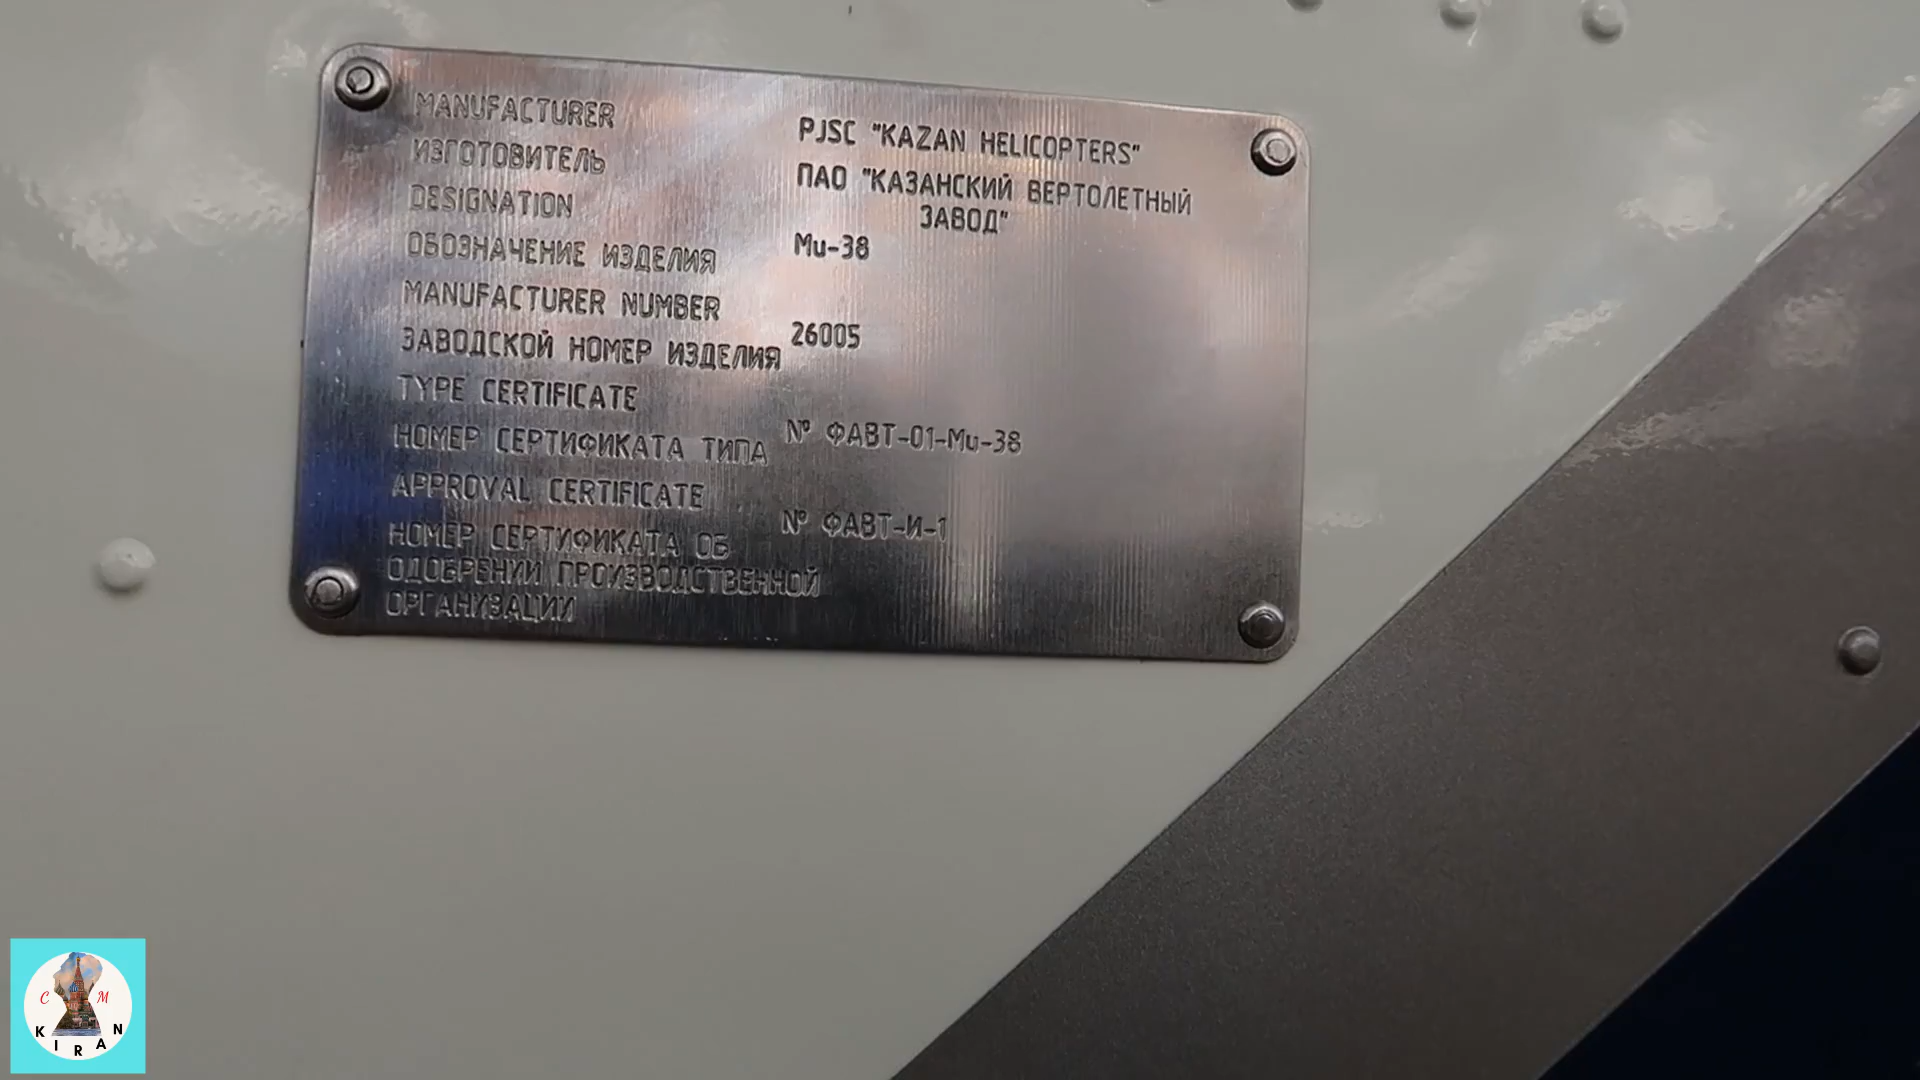 MANUFACTURER
PJSC "KAZAN HELICOPTERS"
ИЗГОТОВИТЕЛЬ
ПАО "КАЗАНСКИЙ ВЕРТОЛЕТНЫЙ
ЗАВОД"
DESIGNATION
Mи-38
ОБОЗНАЧЕНИЕ ИЗДЕЛИЯ
MANUFACTURER NUMBER
26005
ЗАВОДСКОЙ НОМЕР ИЗДЕЛИЯ
TYPE CERTIFICATE
№ ФАВТ-01-Ми-38
НОМЕР СЕРТИФИКАТА ТИПА
APPROVAL CERTIFICATE
№ ФАВТ-И-1
НОМЕР СЕРТИФИКАТА ОБ
ОДОБРЕНИИ ПРОИЗВОДСТВЕННОЙ
ОРГАНИЗАЦИИ
C M
KIRAN